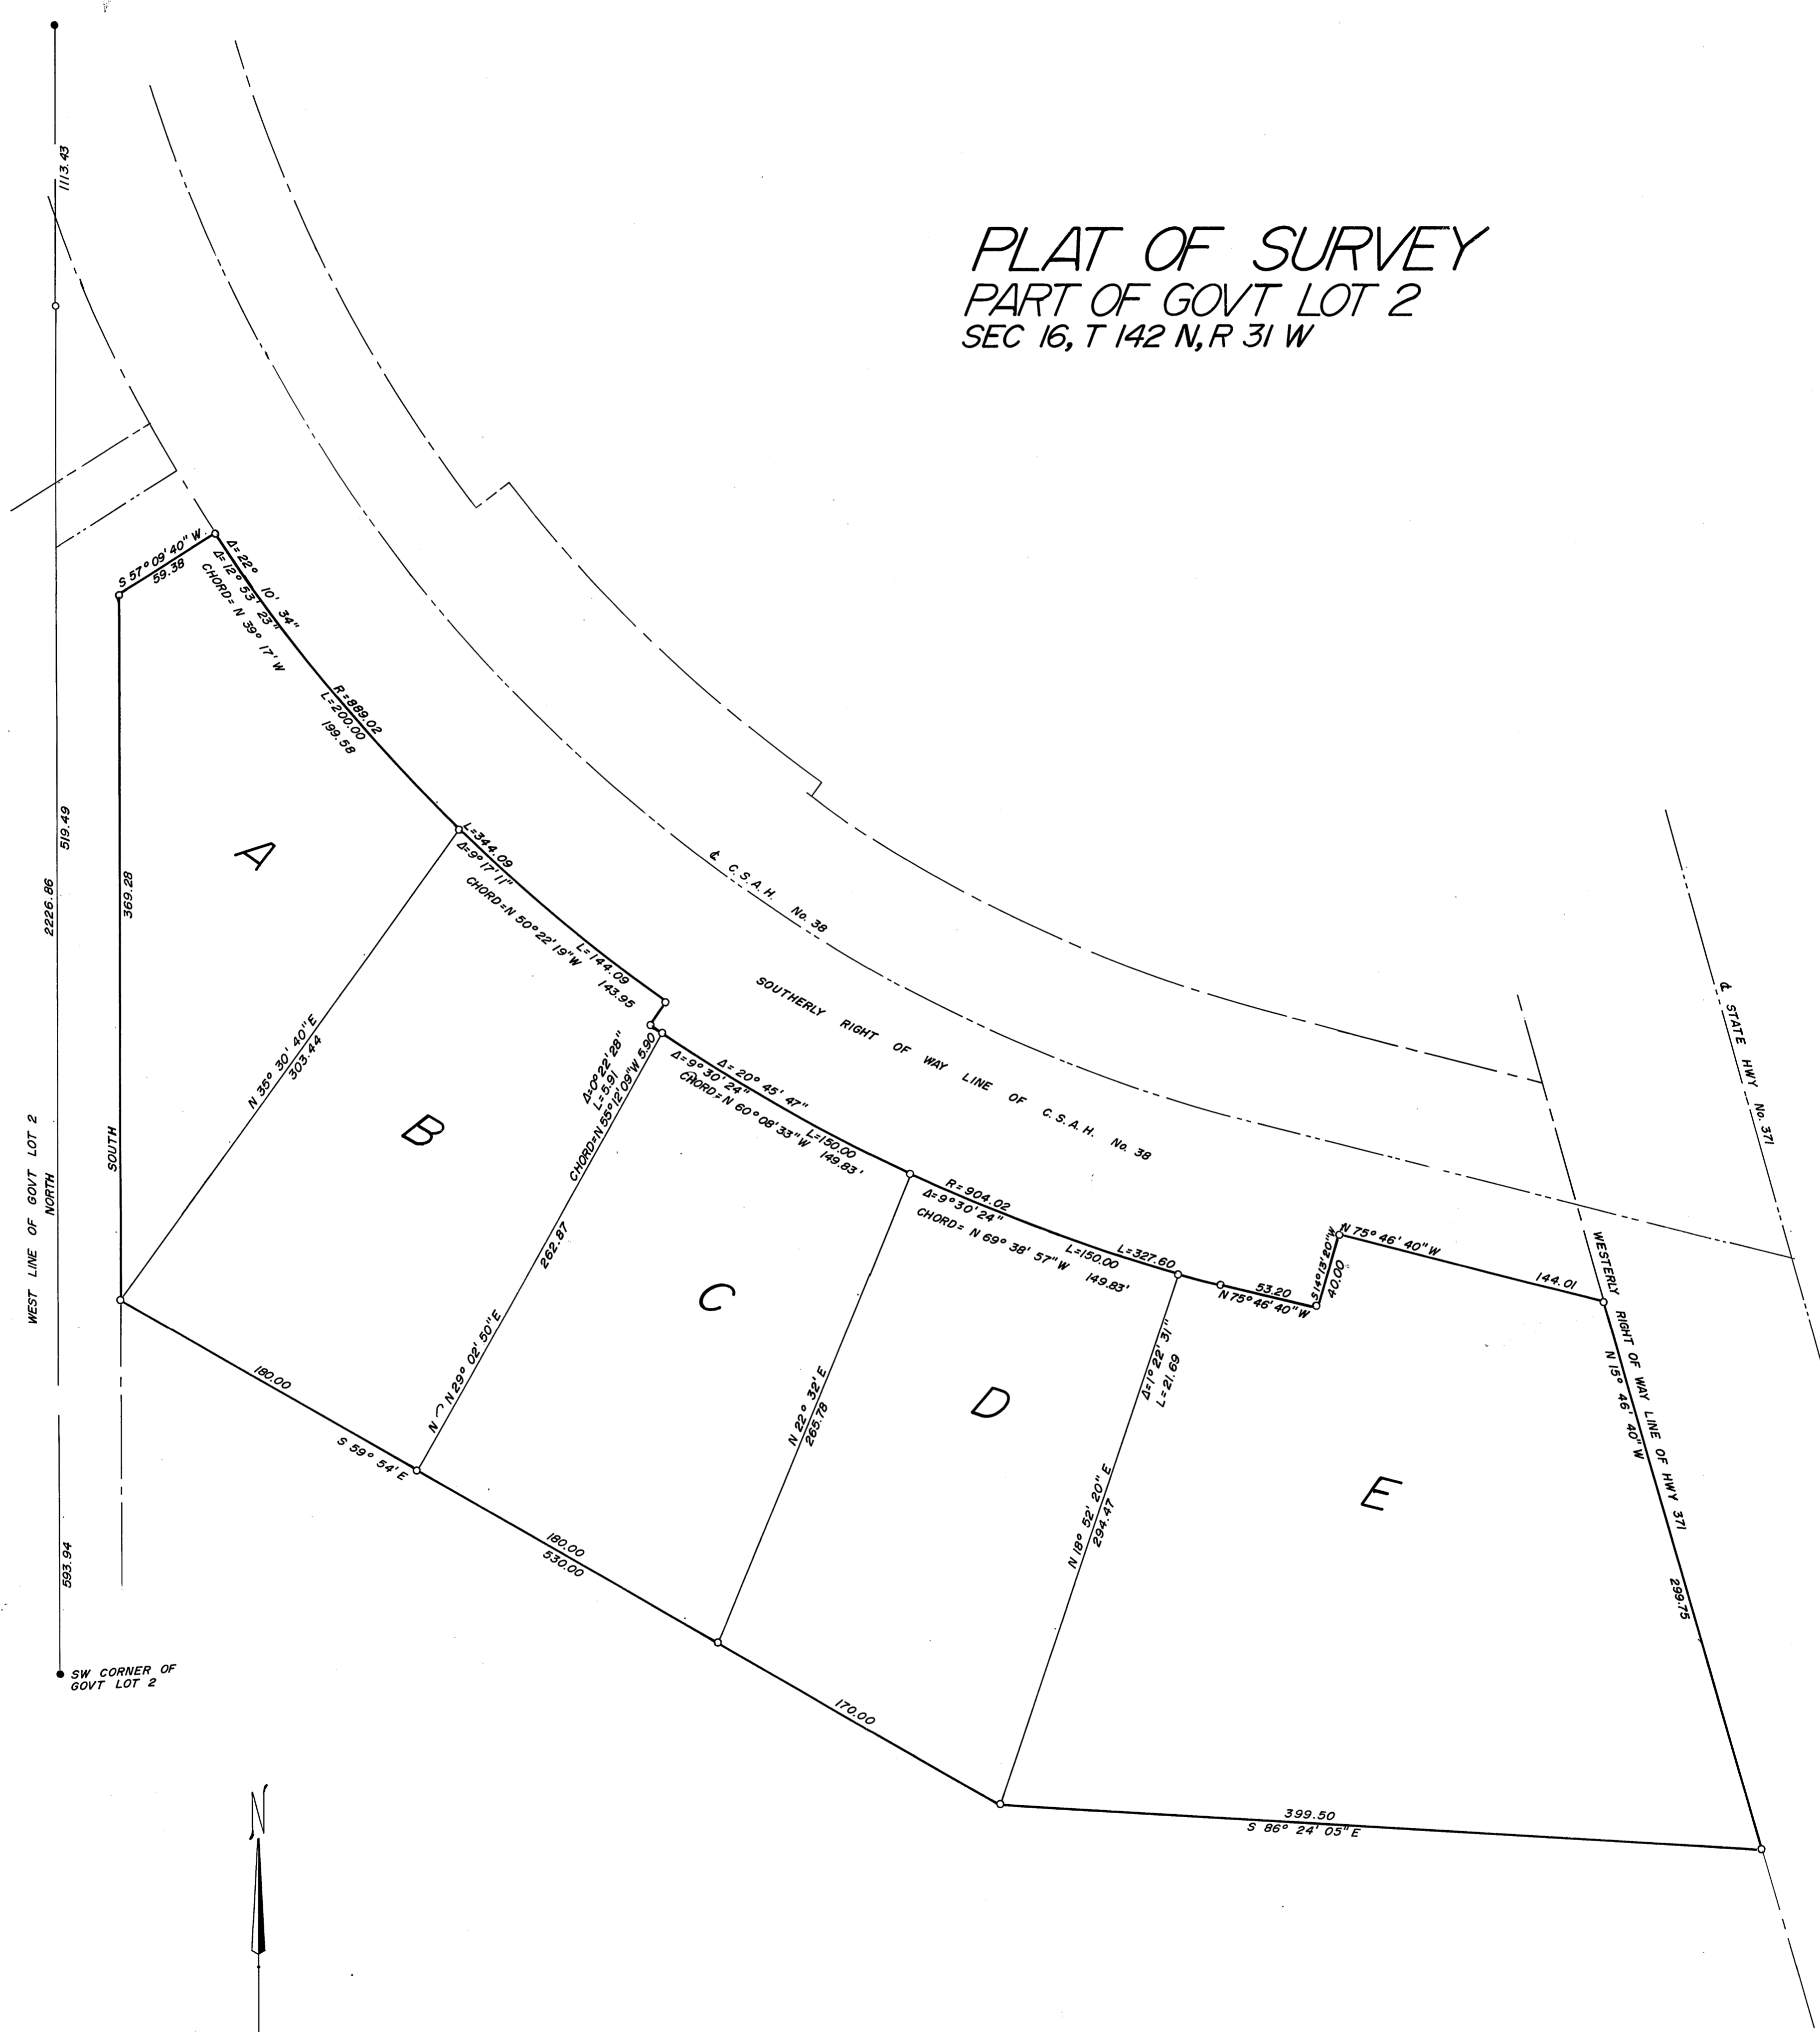 PLAT OF SURVEY
PART OF GOVT LOT 2
SEC 16, T 142 N, R 31 W
1113.43
519.49
2226.86
WEST LINE OF GOVT LOT 2
NORTH
593.94
SW CORNER OF
GOVT LOT 2
S 57° 09' 40" W
59.38
Δ= 22° 10' 34"
Δ= 12° 53' 23"
CHORD= N 39° 17' W
R = 889.02
L= 200.00
199.58
A
369.28
SOUTH
L=344.09
Δ=9° 17' 11"
CHORD=N 50° 22' 19" W
L= 144.09
143.95
N 35° 30' 40" E
303.44
B
Δ=0° 22' 28"
L= 5.91
CHORD=N 55° 12' 09" W 5.90
262.87
N N 29° 02' 50" E
Δ= 20° 45' 47"
Δ= 9° 30' 24"
CHORD= N 60° 08' 33" W
L=150.00
149.83'
C
₵ C. S. A. H. No. 38
SOUTHERLY RIGHT OF WAY LINE OF C. S. A. H. No. 38
R= 904.02
Δ=9° 30' 24"
CHORD= N 69° 38' 57" W
L=327.60
L=150.00
149.83'
N 22° 32' E
265.78
D
53.20
N 75° 46' 40" W
S 14° 13' 20" W
40.00
N 75° 46' 40" W
144.01
Δ=1° 22' 31"
L= 21.69
N 18° 52' 20" E
294.47
E
₵ STATE HWY No. 371
WESTERLY RIGHT OF WAY LINE OF HWY 371
N 15° 46' 40" W
299.75
180.00
S 59° 54' E
180.00
530.00
170.00
399.50
S 86° 24' 05" E
N